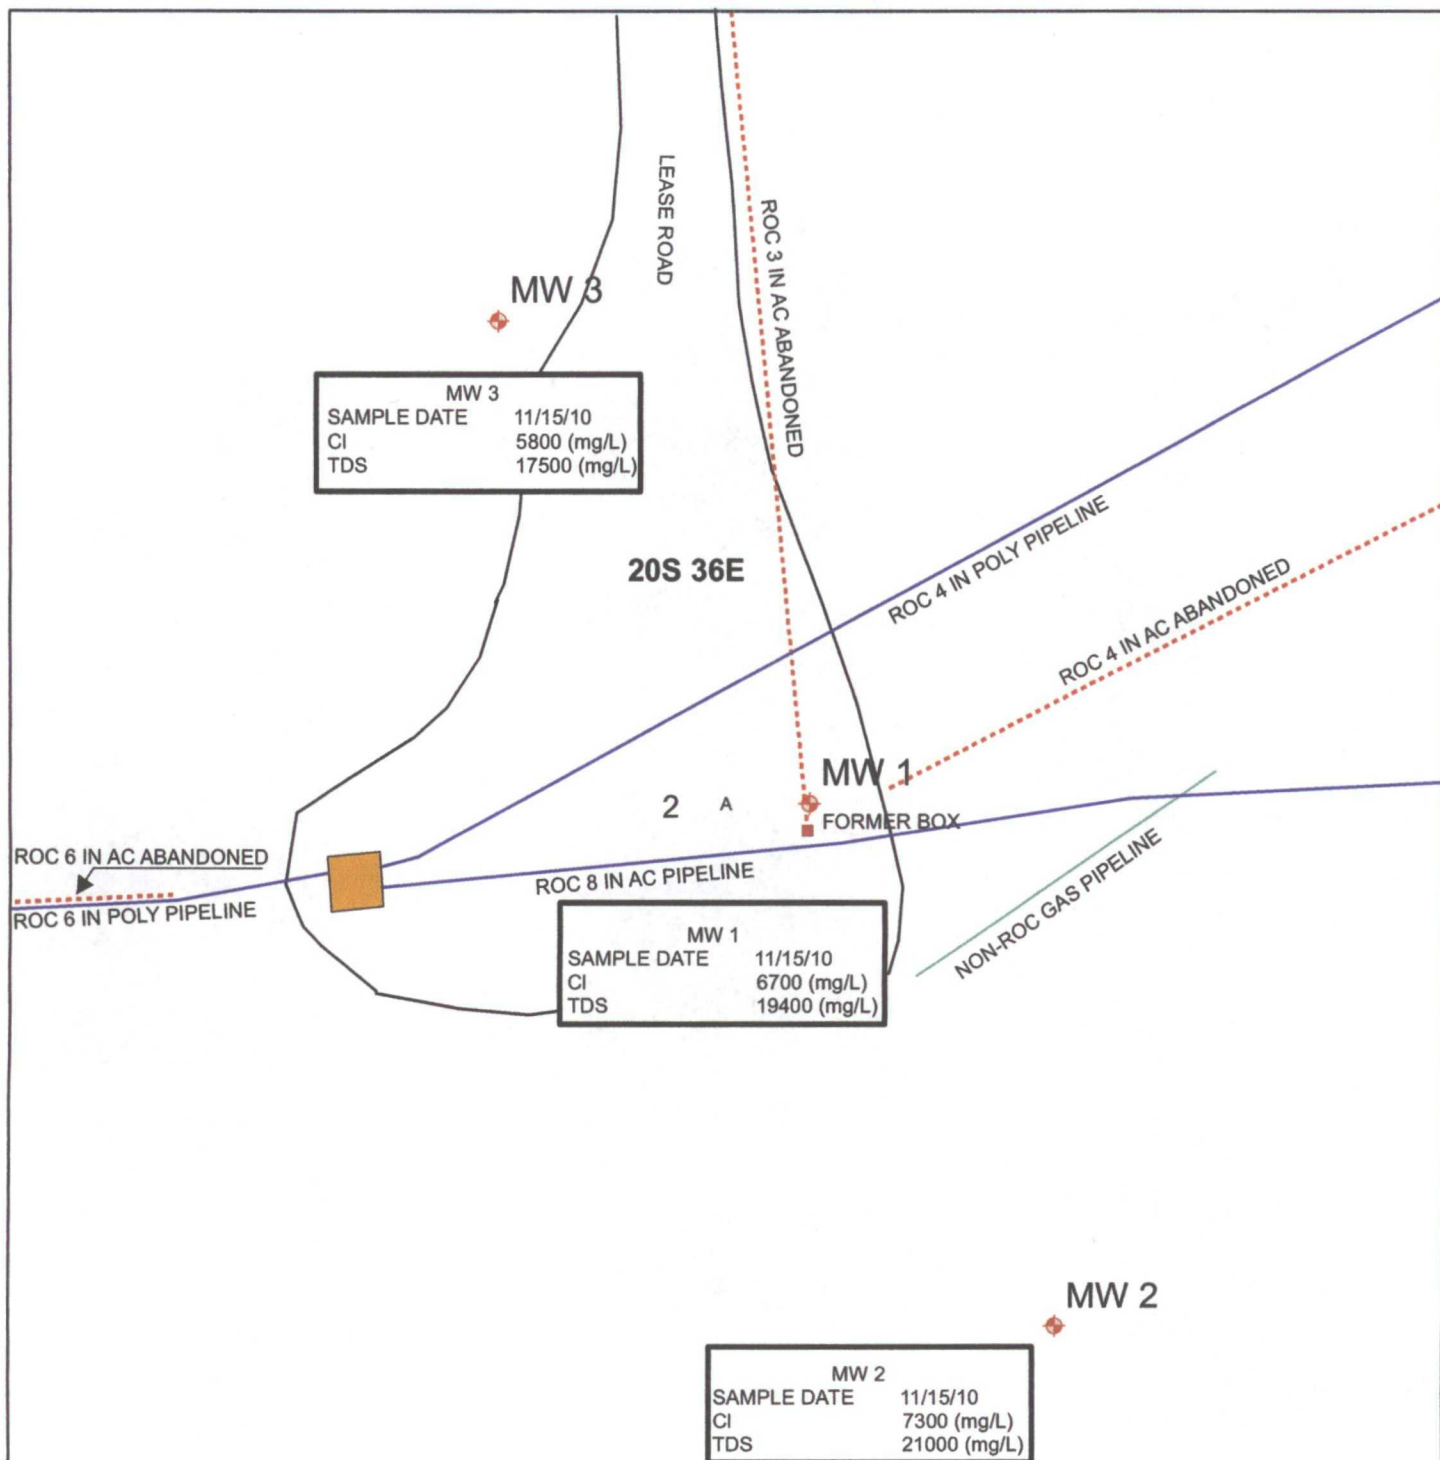 LEASE ROAD
ROC 3 IN AC ABANDONED
MW 3
MW 3
SAMPLE DATE 11/15/10
Cl 5800 (mg/L)
TDS 17500 (mg/L)
20S 36E
ROC 4 IN POLY PIPELINE
ROC 4 IN AC ABANDONED
MW 1
2 A
FORMER BOX
ROC 6 IN AC ABANDONED
ROC 8 IN AC PIPELINE
ROC 6 IN POLY PIPELINE
NON-ROC GAS PIPELINE
MW 1
SAMPLE DATE 11/15/10
Cl 6700 (mg/L)
TDS 19400 (mg/L)
MW 2
MW 2
SAMPLE DATE 11/15/10
Cl 7300 (mg/L)
TDS 21000 (mg/L)